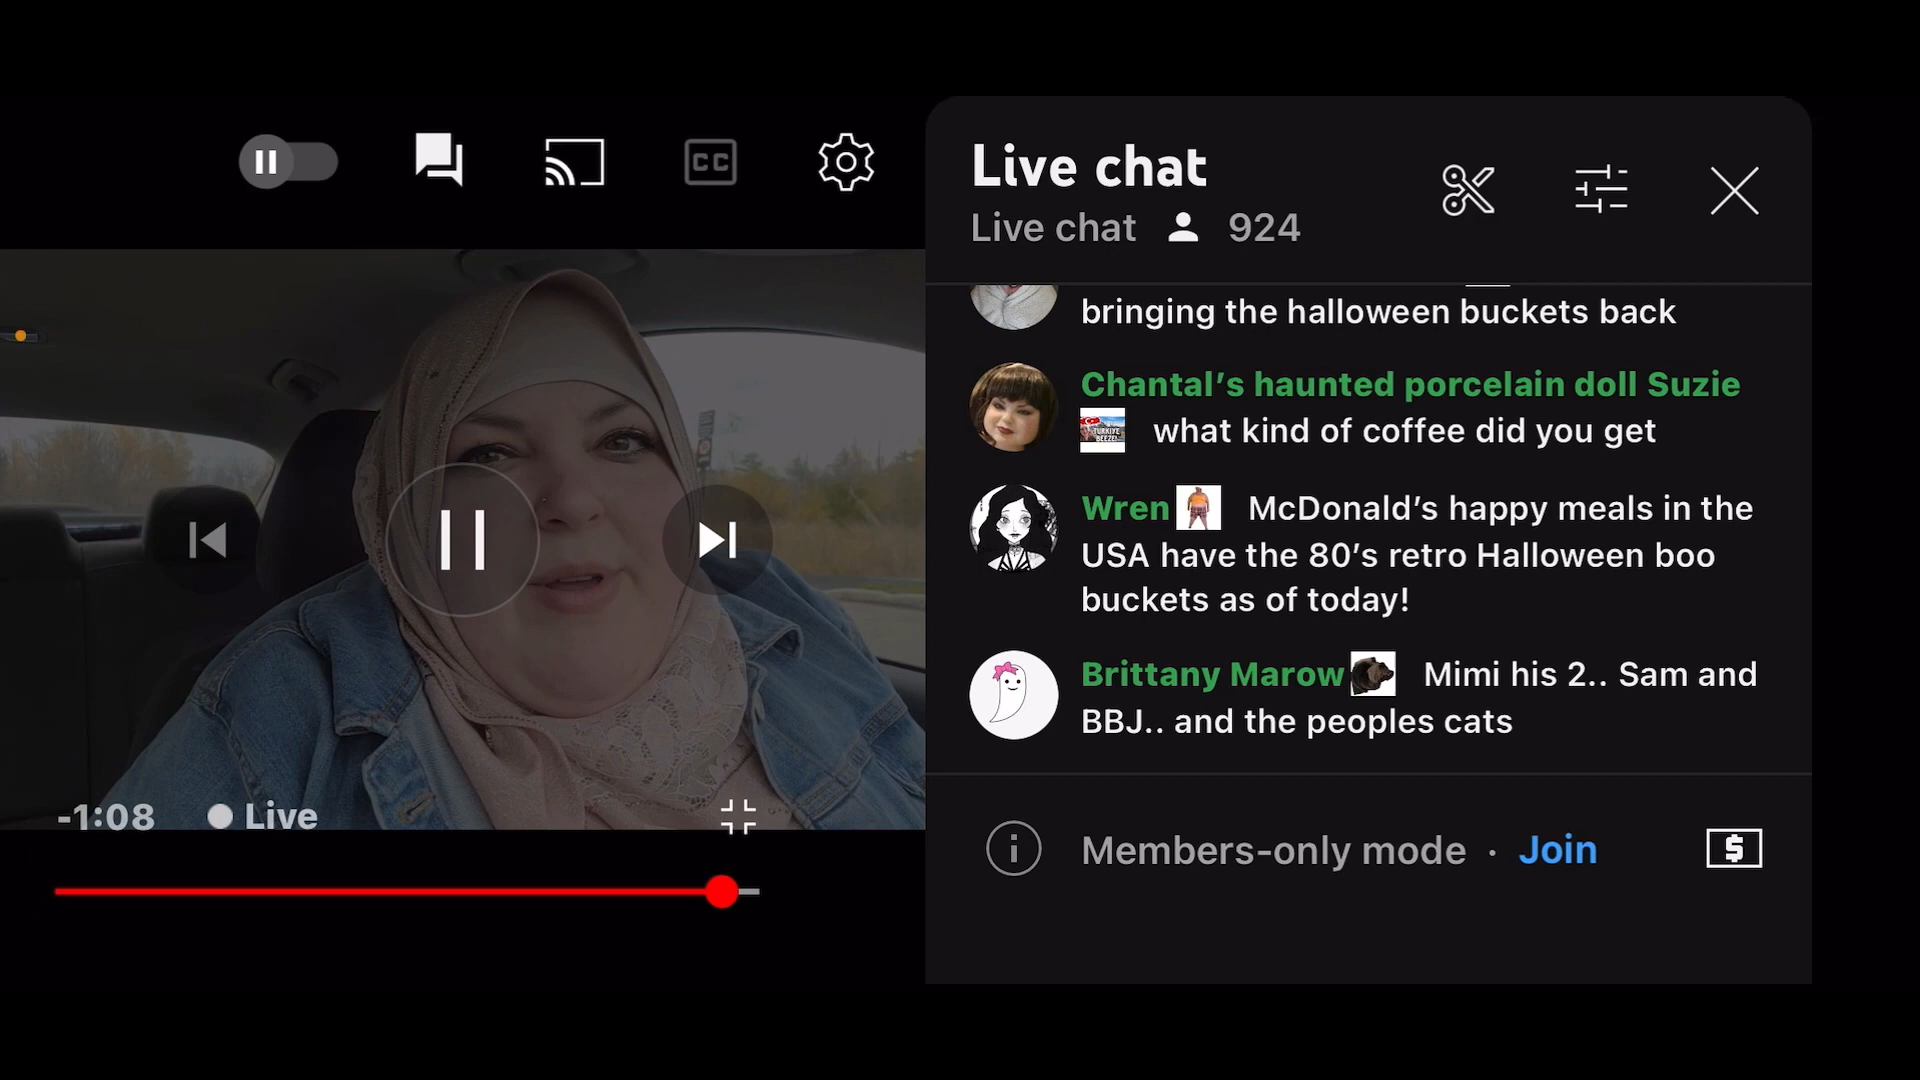 CC
Live chat
Live chat 924
bringing the halloween buckets back
Chantal’s haunted porcelain doll Suzie
TURKIYE
BEEZE!
what kind of coffee did you get
Wren McDonald’s happy meals in the
USA have the 80’s retro Halloween boo
buckets as of today!
Brittany Marow Mimi his 2.. Sam and
BBJ.. and the peoples cats
-1:08 Live
Members-only mode · Join
$